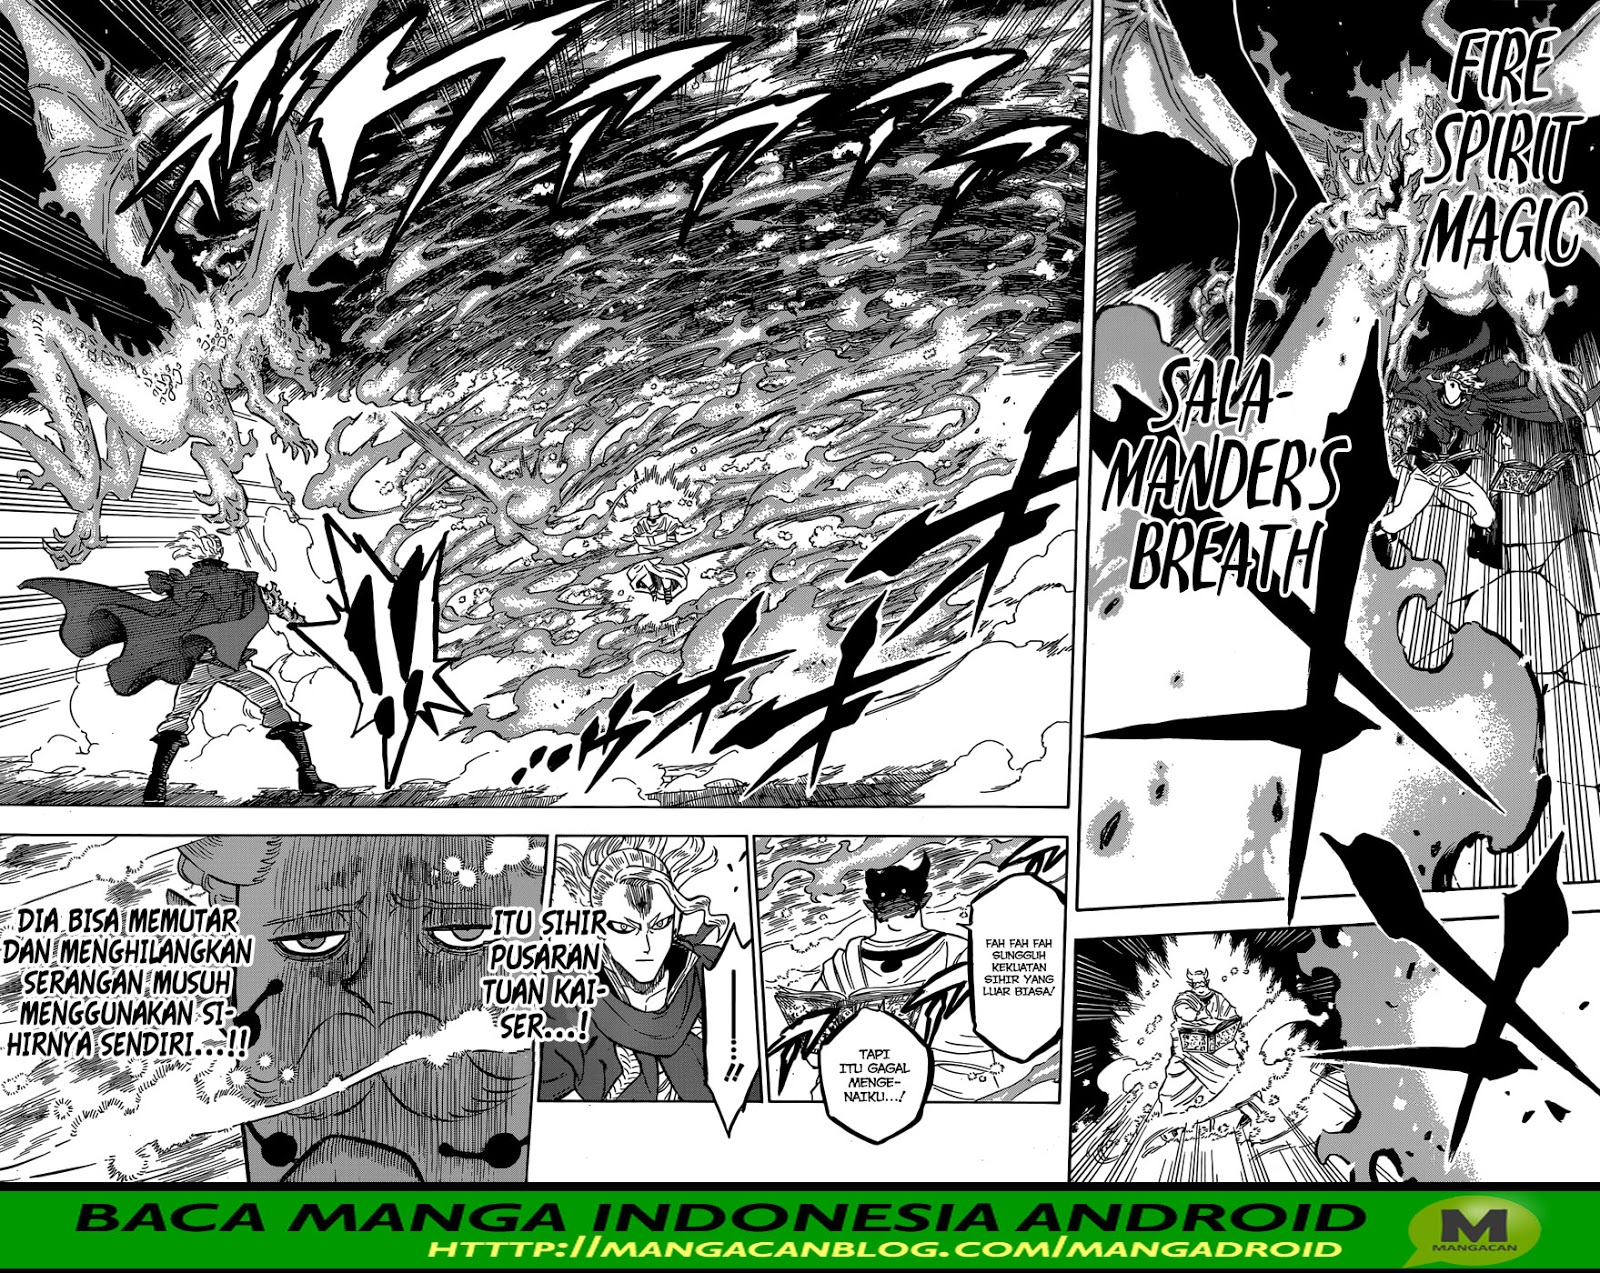 FIRE
SPIRIT
MAGIC
SALA-
MANDER'S
BREATH
FAH FAH FAH
SUNGGUH
KEKUATAN
SIHIR YANG
LUAR BIASA!
TAPI
ITU GAGAL
MENGE-
NAIKU...!
ITU SIHIR
PUSARAN
TUAN KAI-
SER...!
DIA BISA MEMUTAR
DAN MENGHILANGKAN
SERANGAN MUSUH
MENGGUNAKAN SI-
HIRNYA SENDIRI...!!
BACA MANGA INDONESIA ANDROID
HTTTP://MANGACANBLOG.COM/MANGADROID
M
MANGACAN